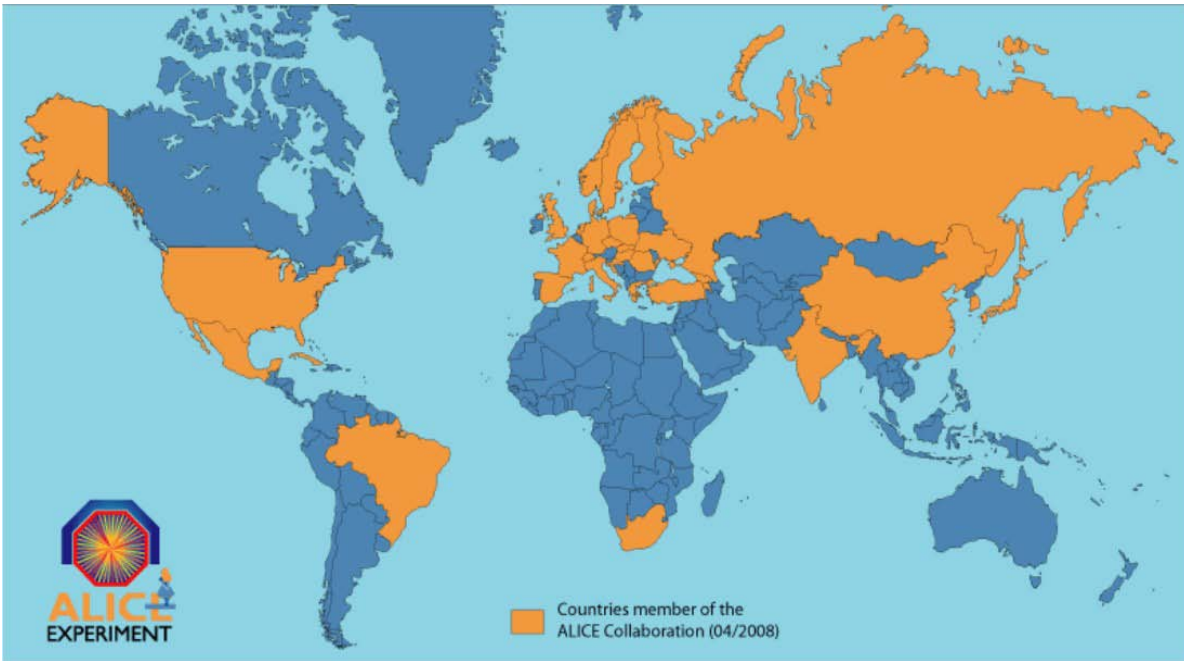 ALICE
EXPERIMENT
Countries member of the
ALICE Collaboration (04/2008)